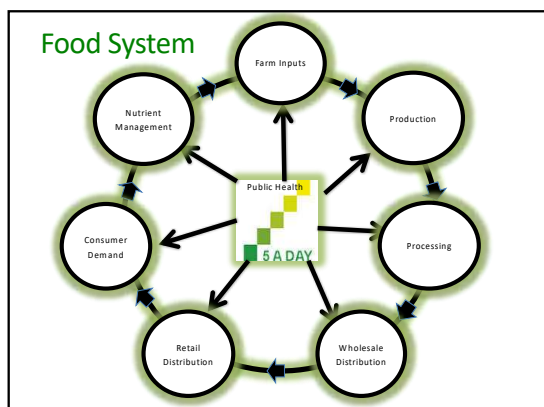 Food System
Farm Inputs
Nutrient
Management
Production
Public Health
5 A DAY
Consumer
Demand
Processing
Retail
Distribution
Wholesale
Distribution